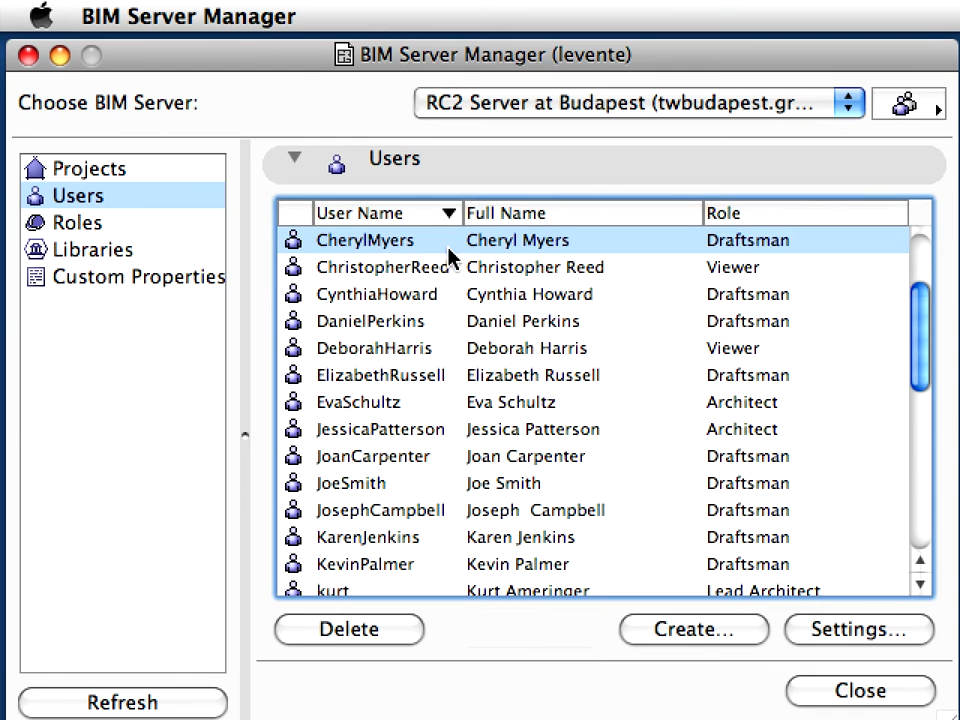 BIM Server Manager
BIM Server Manager (levente)
Choose BIM Server: RC2 Server at Budapest (twbudapest.gr...
Projects
Users
Roles
Libraries
Custom Properties
Users
User Name Full Name Role
CherylMyers Cheryl Myers Draftsman
ChristopherReed Christopher Reed Viewer
CynthiaHoward Cynthia Howard Draftsman
DanielPerkins Daniel Perkins Draftsman
DeborahHarris Deborah Harris Viewer
ElizabethRussell Elizabeth Russell Draftsman
EvaSchultz Eva Schultz Architect
JessicaPatterson Jessica Patterson Architect
JoanCarpenter Joan Carpenter Draftsman
JoeSmith Joe Smith Draftsman
JosephCampbell Joseph  Campbell Draftsman
KarenJenkins Karen Jenkins Draftsman
KevinPalmer Kevin Palmer Draftsman
kurt Kurt Ameringer Lead Architect
Delete Create... Settings...
Refresh Close